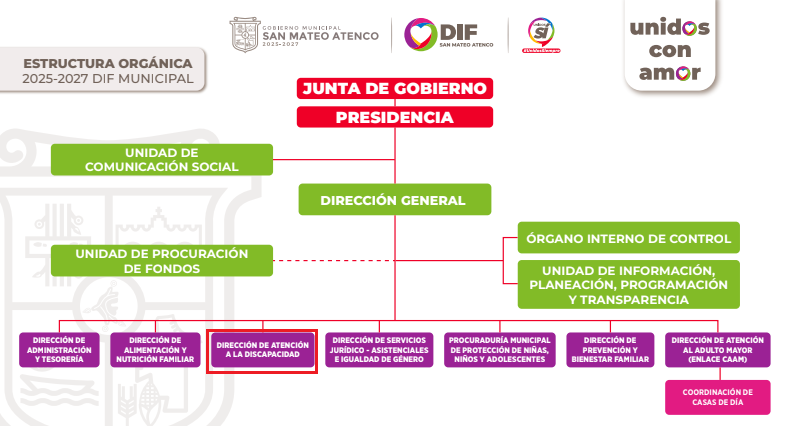 GOBIERNO MUNICIPAL
SAN MATEO ATENCO
2025-2027
DIF
SAN MATEO ATENCO
SÍ
#UnidosSiempre
unidos
con
amor
ESTRUCTURA ORGÁNICA
2025-2027 DIF MUNICIPAL
JUNTA DE GOBIERNO
PRESIDENCIA
UNIDAD DE
COMUNICACIÓN SOCIAL
DIRECCIÓN GENERAL
ÓRGANO INTERNO DE CONTROL
UNIDAD DE PROCURACIÓN
DE FONDOS
UNIDAD DE INFORMACIÓN,
PLANEACIÓN, PROGRAMACIÓN
Y TRANSPARENCIA
DIRECCIÓN DE
ADMINISTRACIÓN
Y TESORERÍA
DIRECCIÓN DE
ALIMENTACIÓN Y
NUTRICIÓN FAMILIAR
DIRECCIÓN DE ATENCIÓN
A LA DISCAPACIDAD
DIRECCIÓN DE SERVICIOS
JURÍDICO - ASISTENCIALES
E IGUALDAD DE GÉNERO
PROCURADURÍA MUNICIPAL
DE PROTECCIÓN DE NIÑAS,
NIÑOS Y ADOLESCENTES
DIRECCIÓN DE
PREVENCIÓN Y
BIENESTAR FAMILIAR
DIRECCIÓN DE ATENCIÓN
AL ADULTO MAYOR
(ENLACE CAAM)
COORDINACIÓN DE
CASAS DE DÍA